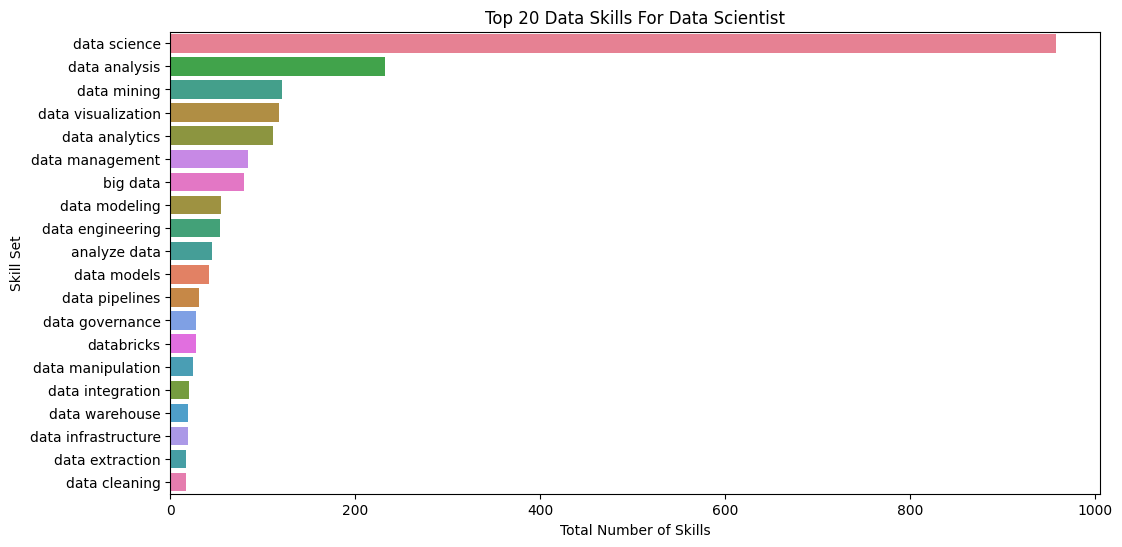 Top 20 Data Skills For Data Scientist
Skill Set
data science
data analysis
data mining
data visualization
data analytics
data management
big data
data modeling
data engineering
analyze data
data models
data pipelines
data governance
databricks
data manipulation
data integration
data warehouse
data infrastructure
data extraction
data cleaning
0 200 400 600 800 1000
Total Number of Skills